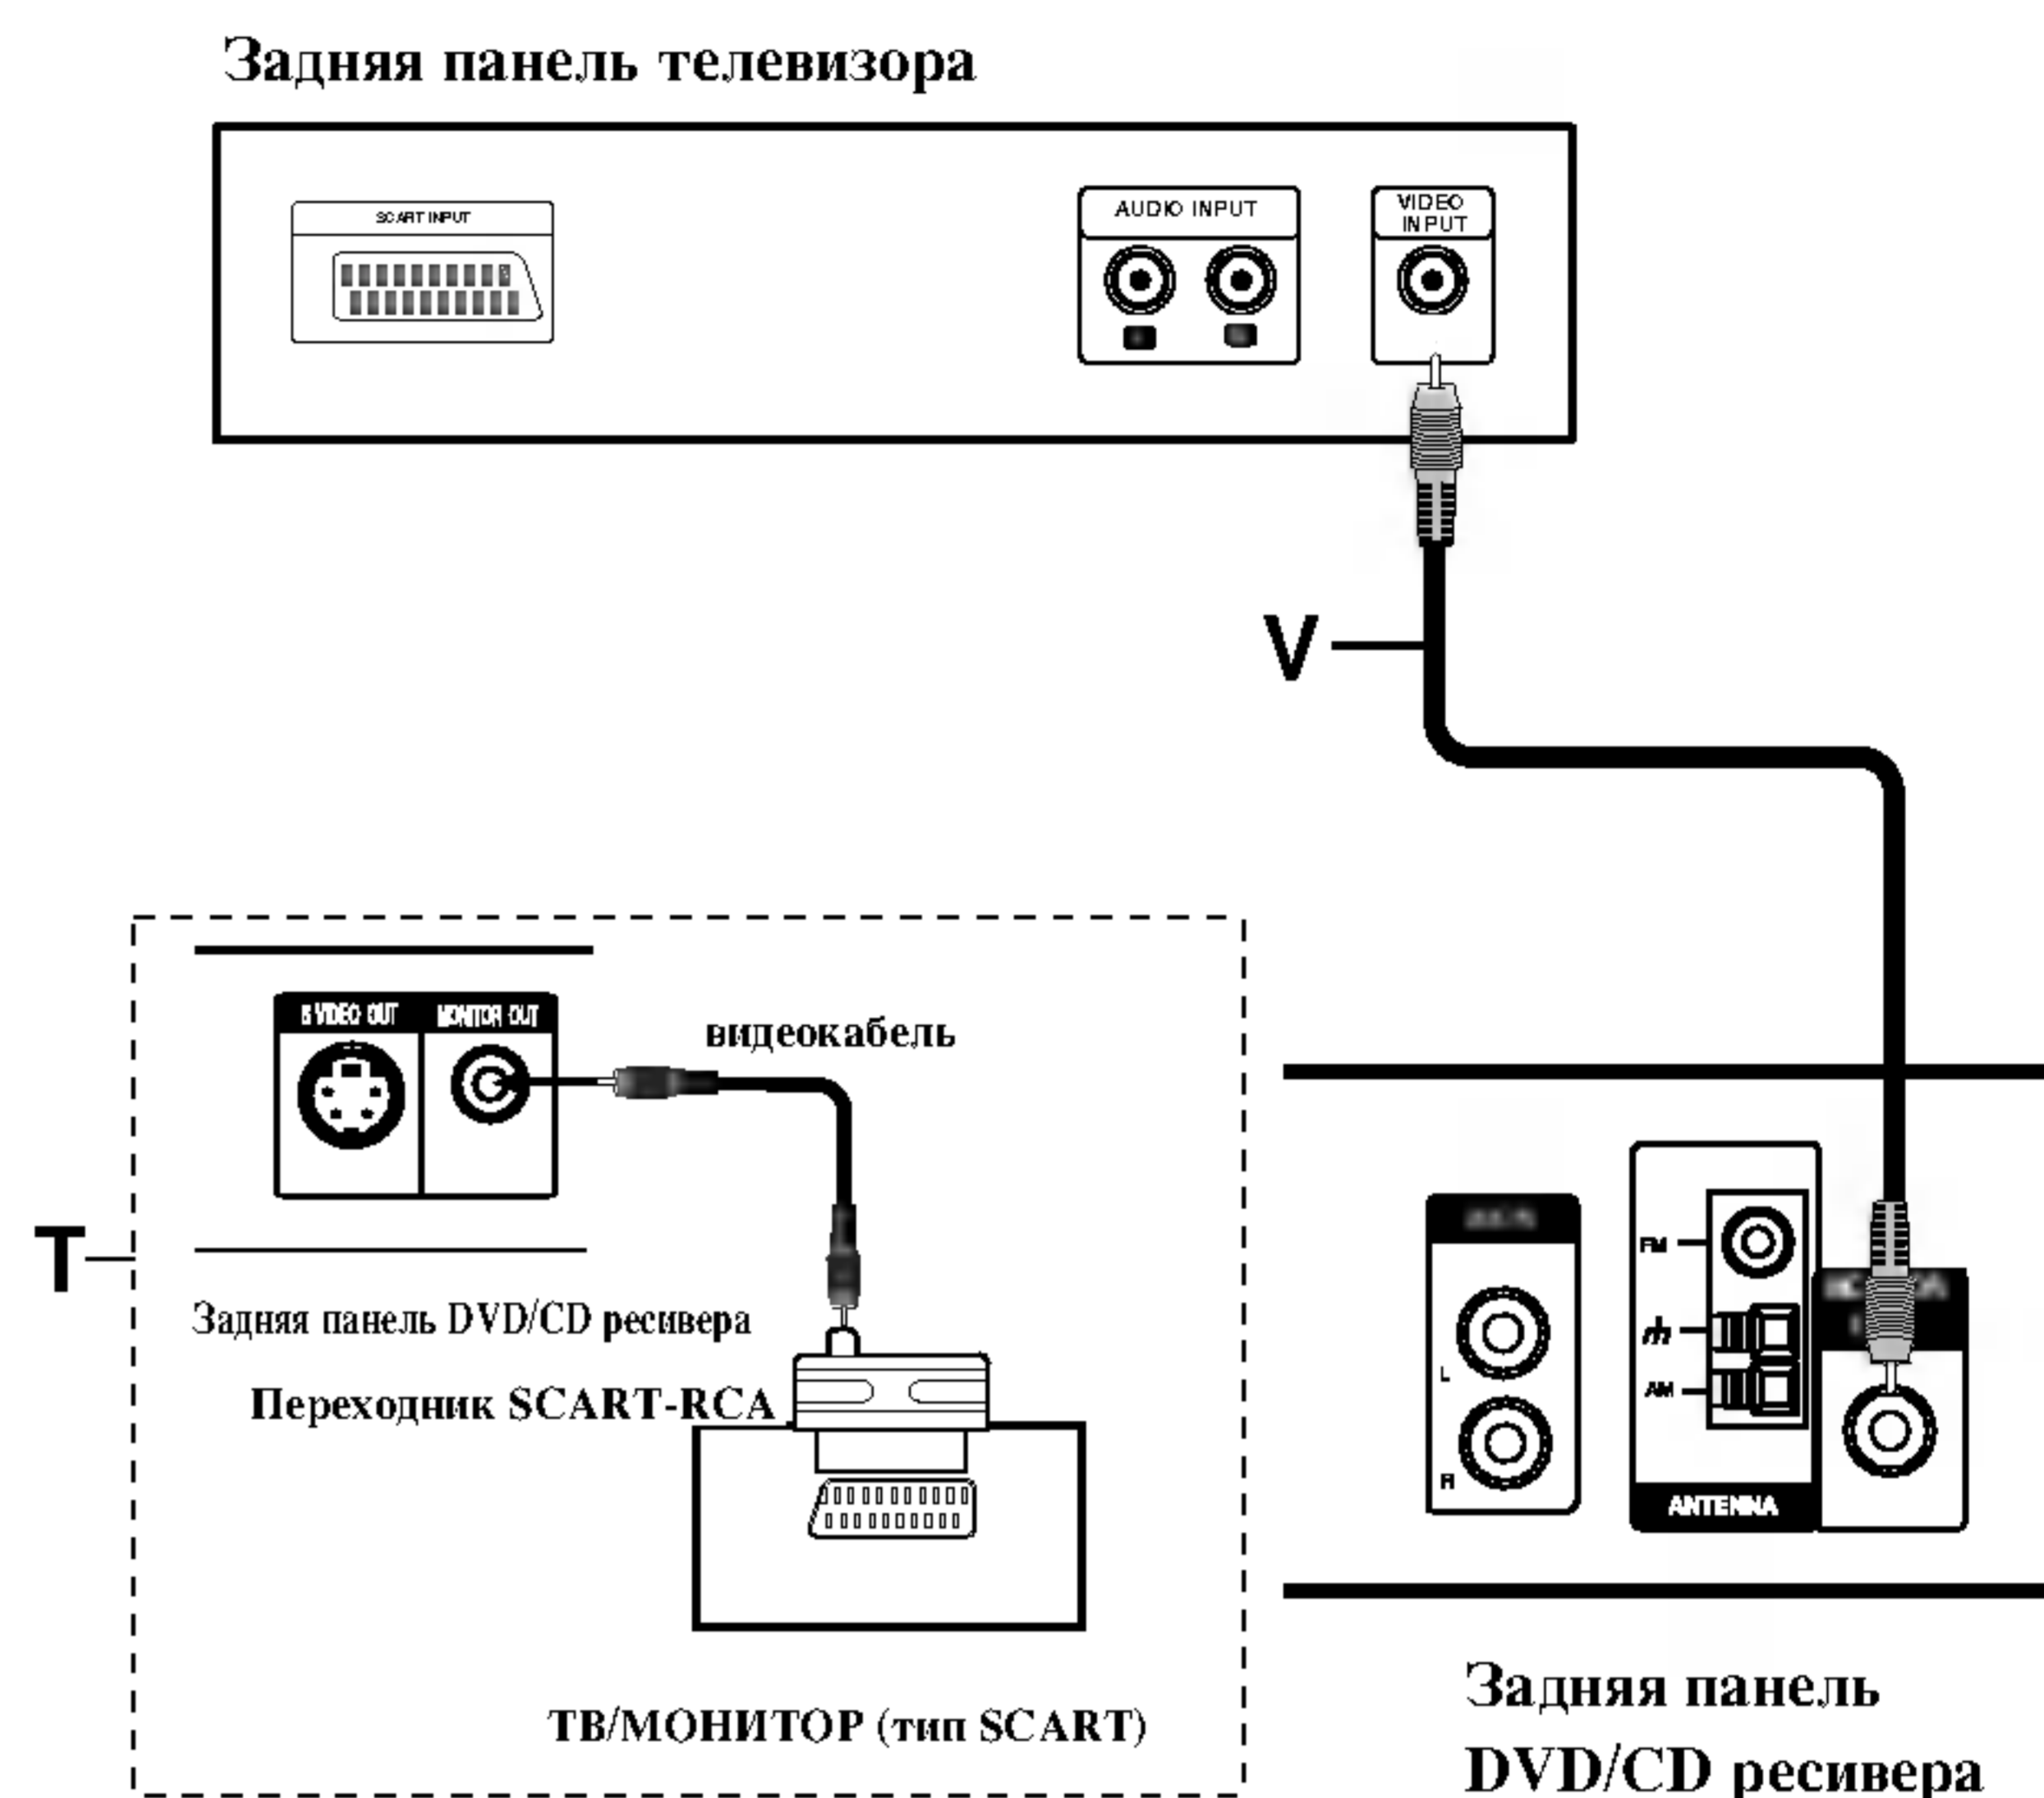 Задняя панель телевизора
SCART INPUT
AUDIO INPUT
VIDEO
INPUT
V
S VIDEO OUT
MONITOR OUT
видеокабель
T
Задняя панель DVD/CD ресивера
Переходник SCART-RCA
ТВ/МОНИТОР (тип SCART)
FM
AM
L
R
ANTENNA
Задняя панель
DVD/CD ресивера